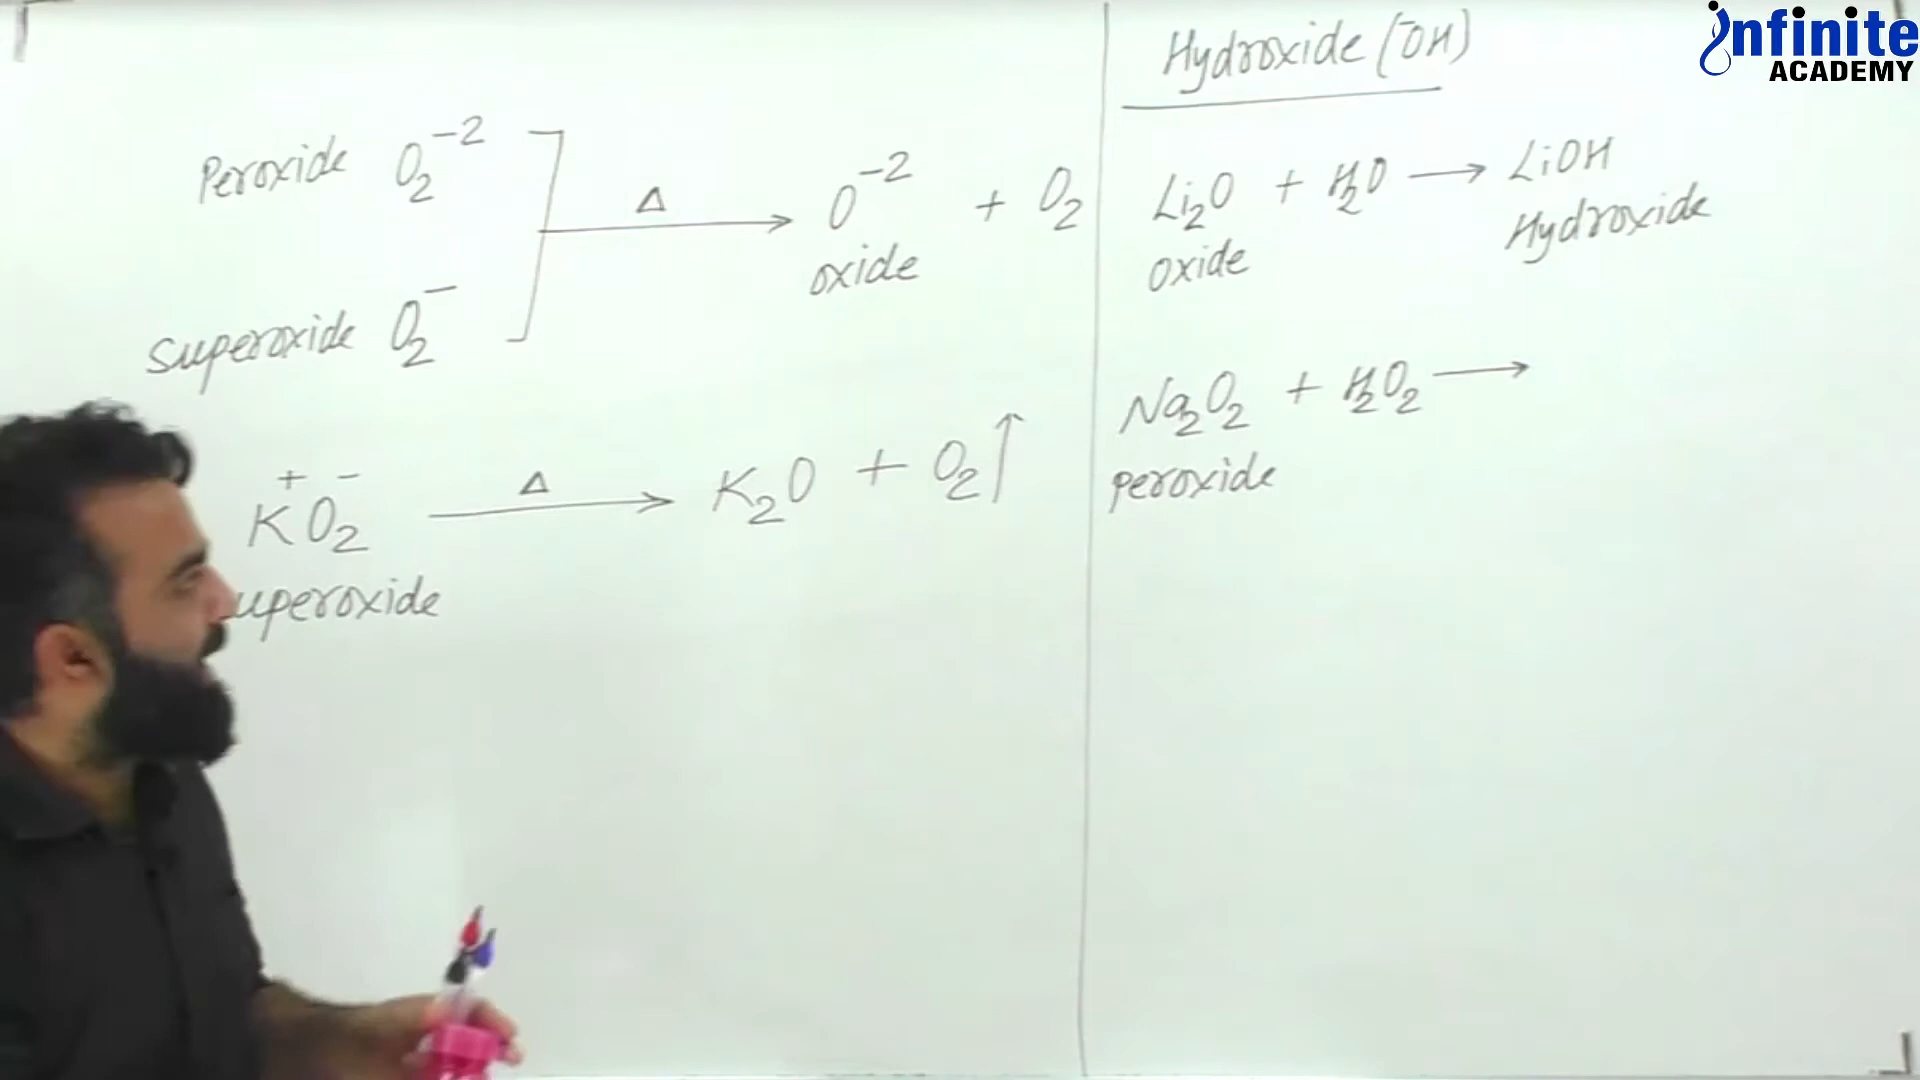 infinite
ACADEMY
Hydroxide (⁻OH)
Peroxide O₂⁻²
Superoxide O₂⁻
Δ → O⁻² + O₂
oxide
Li₂O + H₂O → LiOH
oxide
Hydroxide
K⁺O₂⁻ —Δ→ K₂O + O₂↑
uperoxide
Na₂O₂ + H₂O₂ →
peroxide